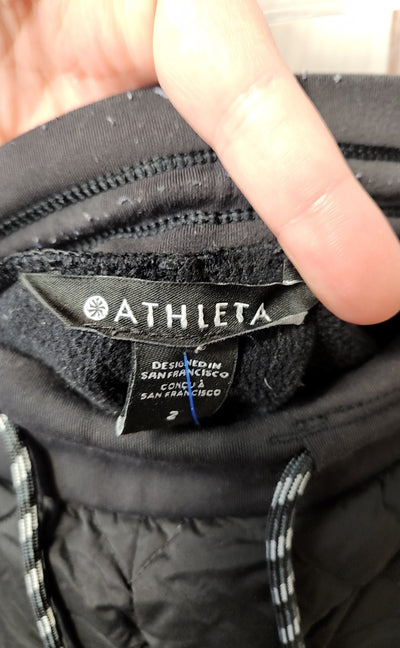 ATHLETA
DESIGNED IN
SAN FRANCISCO
CONÇU À
SAN FRANCISCO
2